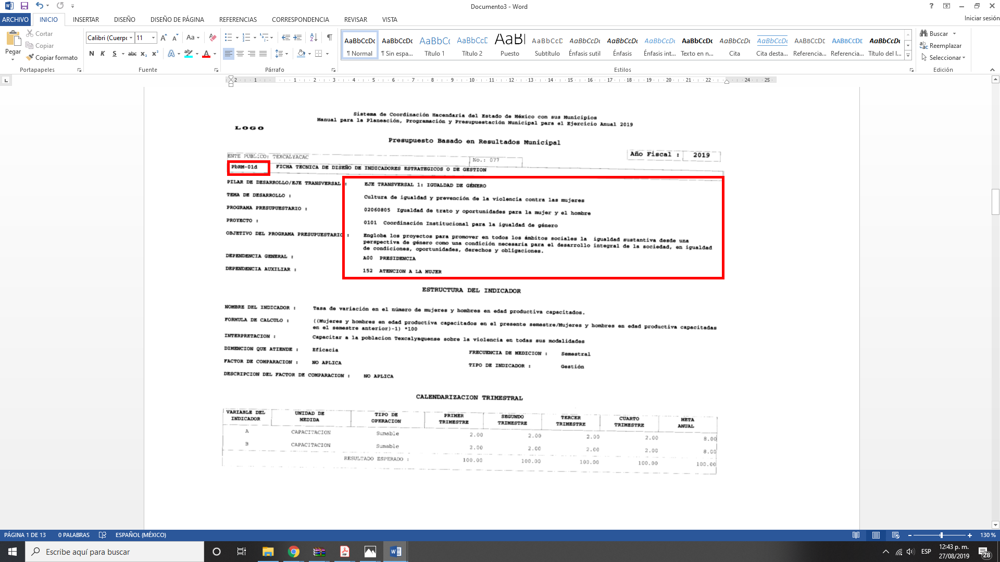 Documento3 - Word
ARCHIVO INICIO INSERTAR DISEÑO DISEÑO DE PÁGINA REFERENCIAS CORRESPONDENCIA REVISAR VISTA
Iniciar sesión
Pegar
Cortar
Copiar
Copiar formato
Portapapeles
Calibri (Cuerpo 11
N K S abc x₂ x²
Fuente
Párrafo
AaBbCcDc AaBbCcDc AaBbCc AaBbCcD AaBl AaBbCcD AaBbCcDc AaBbCcDc AaBbCcDc AaBbCcDc AaBbCcDc AaBbCcDc AABBCCDD AABBCCDD AaBbCcDc
¶ Normal ¶ Sin espa... Título 1 Título 2 Puesto Subtítulo Énfasis sutil Énfasis Énfasis int... Texto en n... Cita Cita desta... Referencia... Referencia... Título del l...
Estilos
Buscar
Reemplazar
Seleccionar
Edición
2 1 1 2 3 4 5 6 7 8 9 10 11 12 13 14 15 16 17 18 19 20 21 22 24 25
Sistema de Coordinación Hacendaria del Estado de México con sus Municipios
Manual para la Planeación, Programación y Presupuestación Municipal para el Ejercicio Anual 2019
LOGO
Presupuesto Basado en Resultados Municipal
ENTE PUBLICO: TEXCALYACAC No.: 077
Año Fiscal : 2019
PbRM-01d FICHA TECNICA DE DISEÑO DE INDICADORES ESTRATEGICOS O DE GESTION
PILAR DE DESARROLLO/EJE TRANSVERSAL : EJE TRANSVERSAL 1: IGUALDAD DE GÉNERO
TEMA DE DESARROLLO : Cultura de igualdad y prevención de la violencia contra las mujeres
PROGRAMA PRESUPUESTARIO : 02060805 Igualdad de trato y oportunidades para la mujer y el hombre
PROYECTO : 0101 Coordinación Institucional para la igualdad de género
OBJETIVO DEL PROGRAMA PRESUPUESTARIO : Engloba los proyectos para promover en todos los ámbitos sociales la igualdad sustantiva desde una
perspectiva de género como una condición necesaria para el desarrollo integral de la sociedad, en igualdad
de condiciones, oportunidades, derechos y obligaciones.
DEPENDENCIA GENERAL : A00 PRESIDENCIA
DEPENDENCIA AUXILIAR : 152 ATENCION A LA MUJER
ESTRUCTURA DEL INDICADOR
NOMBRE DEL INDICADOR : Tasa de variación en el número de mujeres y hombres en edad productiva capacitados.
FORMULA DE CALCULO : ((Mujeres y hombres en edad productiva capacitados en el presente semestre/Mujeres y hombres en edad productiva capacitadas
en el semestre anterior)-1) *100
INTERPRETACION : Capacitar a la poblacion Texcalyaquense sobre la violencia en todas sus modalidades
DIMENCION QUE ATIENDE : Eficacia FRECUENCIA DE MEDICION : Semestral
FACTOR DE COMPARACION : NO APLICA TIPO DE INDICADOR : Gestión
DESCRIPCION DEL FACTOR DE COMPARACION : NO APLICA
CALENDARIZACION TRIMESTRAL
VARIABLE DEL INDICADOR UNIDAD DE MEDIDA TIPO DE OPERACION PRIMER TRIMESTRE SEGUNDO TRIMESTRE TERCER TRIMESTRE CUARTO TRIMESTRE META ANUAL
A CAPACITACION Sumable 2.00 2.00 2.00 2.00 8.00
B CAPACITACION Sumable 2.00 2.00 2.00 2.00 8.00
RESULTADO ESPERADO : 100.00 100.00 100.00 100.00 100.00
PÁGINA 1 DE 13 0 PALABRAS ESPAÑOL (MÉXICO) 130 %
Escribe aquí para buscar
ESP
12:43 p. m.
27/08/2019
28